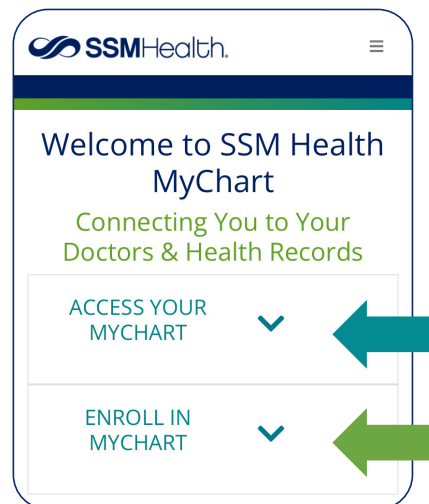 SSMHealth.
Welcome to SSM Health
MyChart
Connecting You to Your
Doctors & Health Records
ACCESS YOUR
MYCHART
ENROLL IN
MYCHART